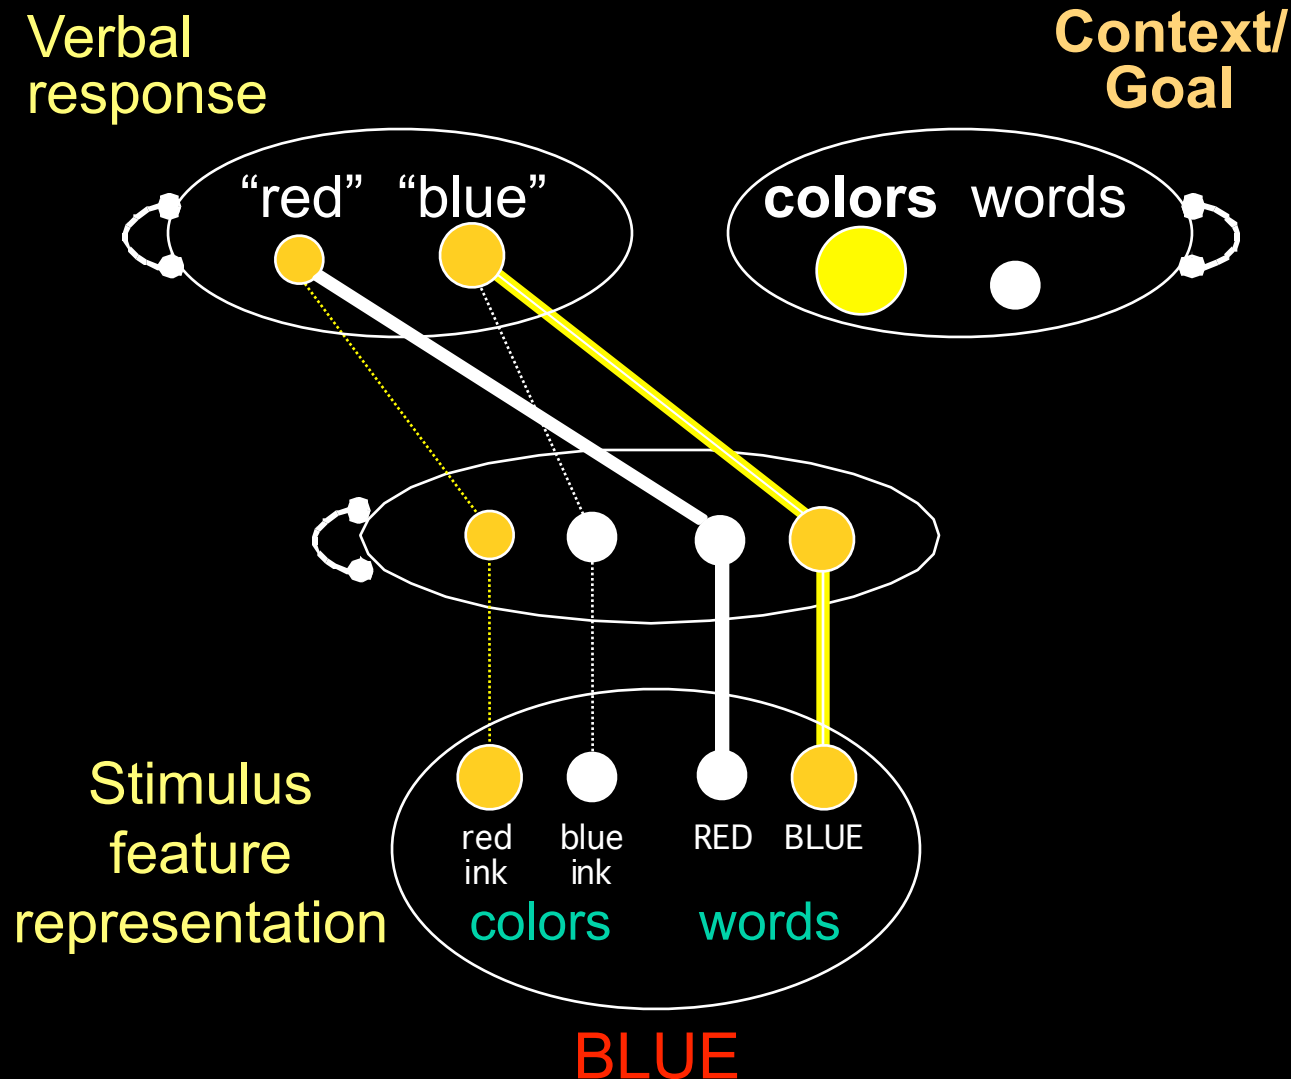 Verbal
response
Context/
Goal
“red” “blue”
colors words
red
ink
blue
ink
RED
BLUE
colors
words
Stimulus
feature
representation
BLUE